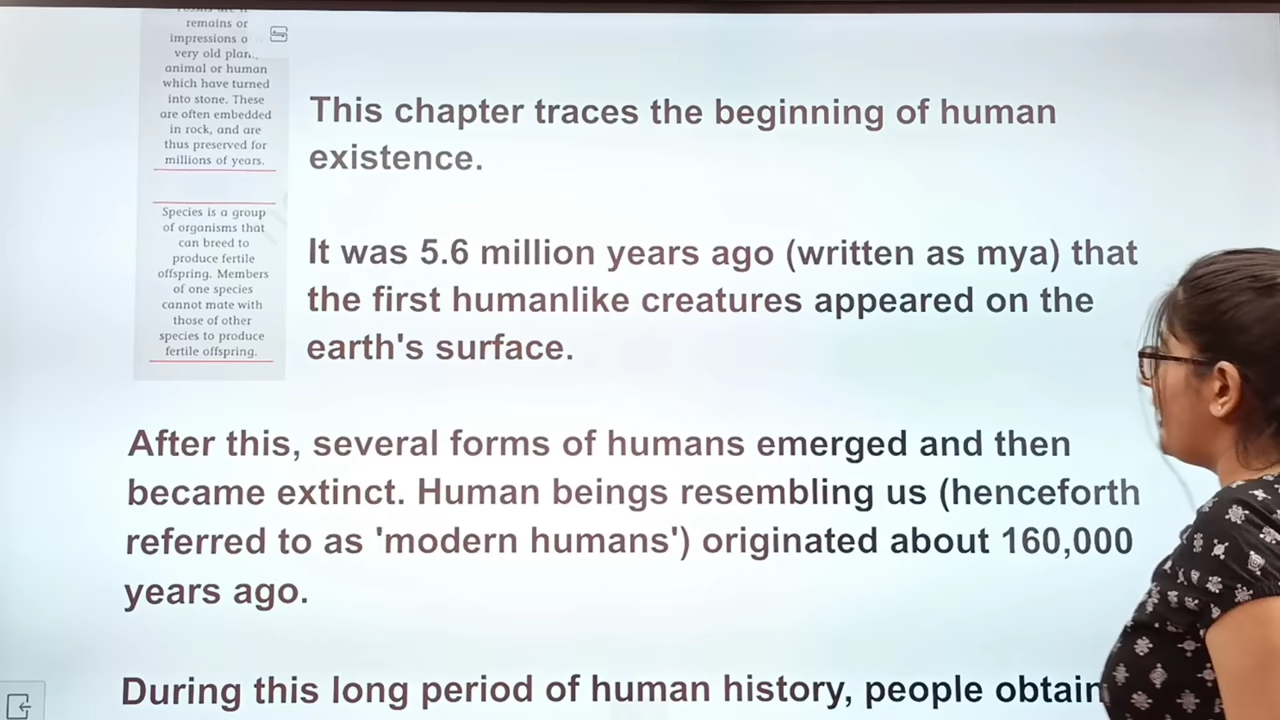 remains or
impressions o
very old plan
animal or human
which have turned
into stone. These
are often embedded
in rock, and are
thus preserved for
millions of years.
Species is a group
of organisms that
can breed to
produce fertile
offspring. Members
of one species
cannot mate with
those of other
species to produce
fertile offspring.
This chapter traces the beginning of human
existence.
It was 5.6 million years ago (written as mya) that
the first humanlike creatures appeared on the
earth's surface.
After this, several forms of humans emerged and then
became extinct. Human beings resembling us (henceforth
referred to as 'modern humans') originated about 160,000
years ago.
During this long period of human history, people obtain